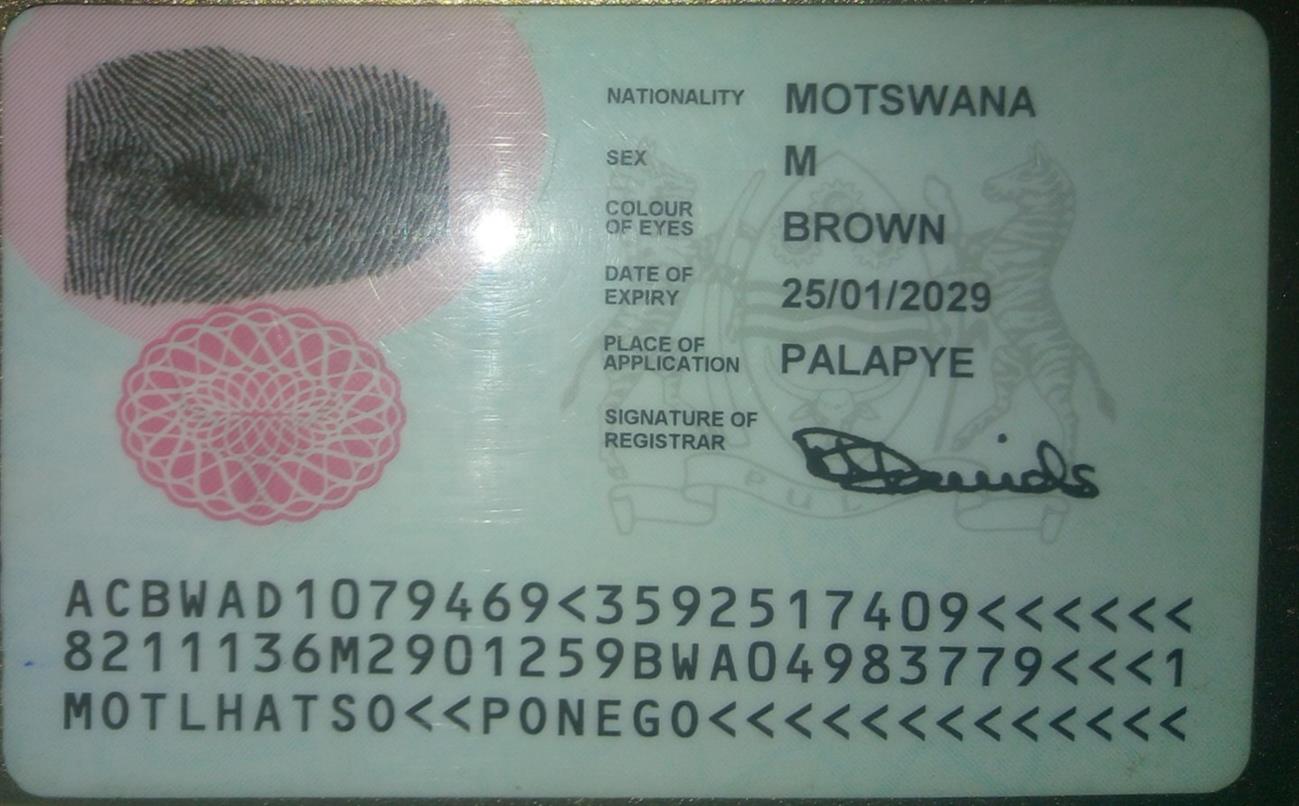 NATIONALITY MOTSWANA
SEX M
COLOUR OF EYES BROWN
DATE OF EXPIRY 25/01/2029
PLACE OF APPLICATION PALAPYE
SIGNATURE OF REGISTRAR
PULA
ACBWAD1079469<3592517409<<<<<<
8211136M2901259BWA04983779<<<1
MOTLHATSO<<PONEGO<<<<<<<<<<<<<